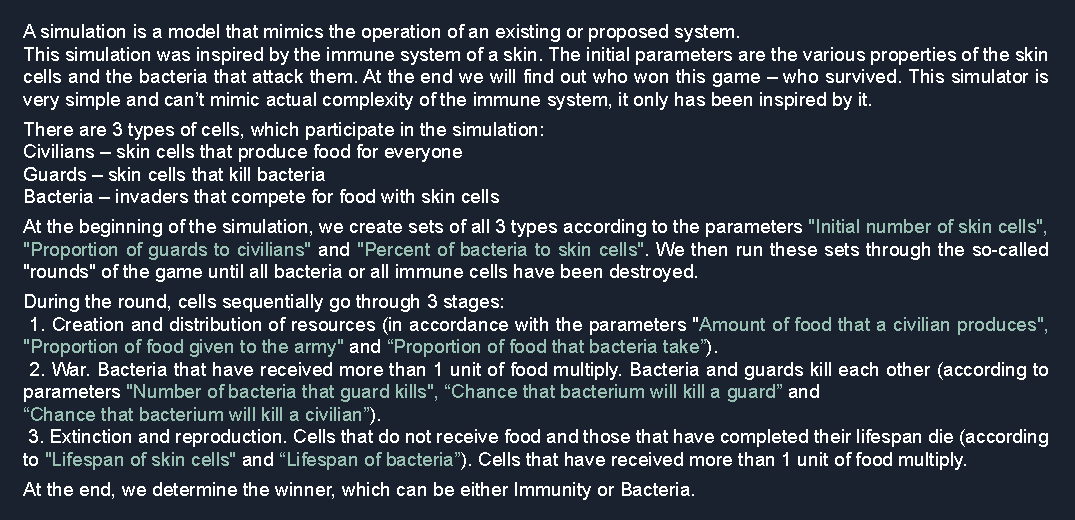 A simulation is a model that mimics the operation of an existing or proposed system.
This simulation was inspired by the immune system of a skin. The initial parameters are the various properties of the skin
cells and the bacteria that attack them. At the end we will find out who won this game – who survived. This simulator is
very simple and can’t mimic actual complexity of the immune system, it only has been inspired by it.
There are 3 types of cells, which participate in the simulation:
Civilians – skin cells that produce food for everyone
Guards – skin cells that kill bacteria
Bacteria – invaders that compete for food with skin cells
At the beginning of the simulation, we create sets of all 3 types according to the parameters "Initial number of skin cells",
"Proportion of guards to civilians" and "Percent of bacteria to skin cells". We then run these sets through the so-called
"rounds" of the game until all bacteria or all immune cells have been destroyed.
During the round, cells sequentially go through 3 stages:
1. Creation and distribution of resources (in accordance with the parameters "Amount of food that a civilian produces",
"Proportion of food given to the army" and “Proportion of food that bacteria take”).
2. War. Bacteria that have received more than 1 unit of food multiply. Bacteria and guards kill each other (according to
parameters "Number of bacteria that guard kills", “Chance that bacterium will kill a guard” and
“Chance that bacterium will kill a civilian”).
3. Extinction and reproduction. Cells that do not receive food and those that have completed their lifespan die (according
to "Lifespan of skin cells" and “Lifespan of bacteria”). Cells that have received more than 1 unit of food multiply.
At the end, we determine the winner, which can be either Immunity or Bacteria.